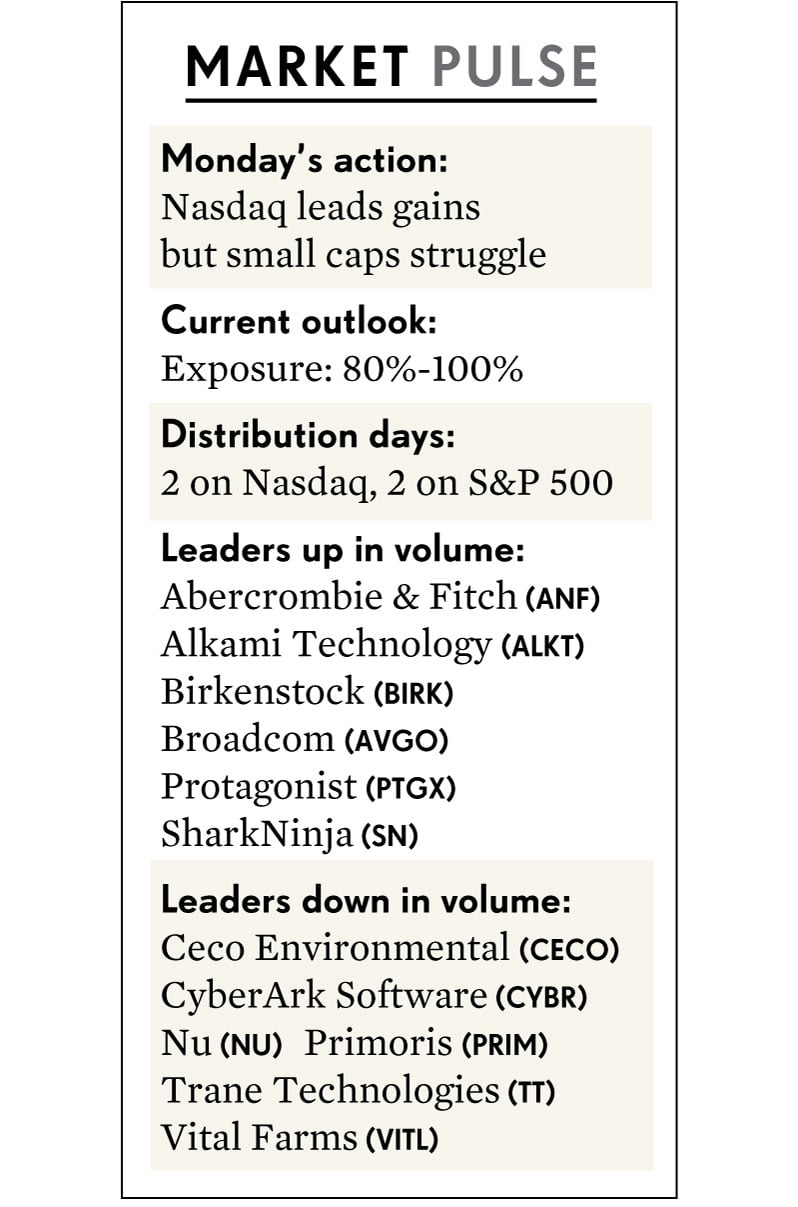 MARKET PULSE
Monday's action:
Nasdaq leads gains
but small caps struggle
Current outlook:
Exposure: 80%-100%
Distribution days:
2 on Nasdaq, 2 on S&P 500
Leaders up in volume:
Abercrombie & Fitch (ANF)
Alkami Technology (ALKT)
Birkenstock (BIRK)
Broadcom (AVGO)
Protagonist (PTGX)
SharkNinja (SN)
Leaders down in volume:
Ceco Environmental (CECO)
CyberArk Software (CYBR)
Nu (NU) Primoris (PRIM)
Trane Technologies (TT)
Vital Farms (VITL)